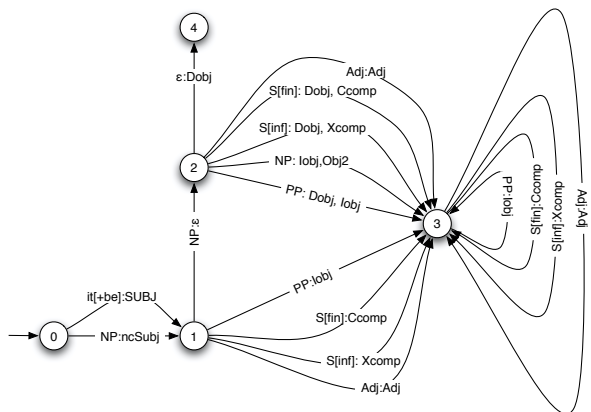 4
ε:Dobj
Adj:Adj
S[fin]: Dobj, Ccomp
S[inf]: Dobj, Xcomp
NP: Iobj,Obj2
PP: Dobj, Iobj
2
3
PP:Iobj
S[fin]:Ccomp
S[inf]:Xcomp
Adj:Adj
NP:ε
it[+be]:SUBJ
PP:Iobj
0
NP:ncSubj
1
S[fin]:Ccomp
S[inf]: Xcomp
Adj:Adj